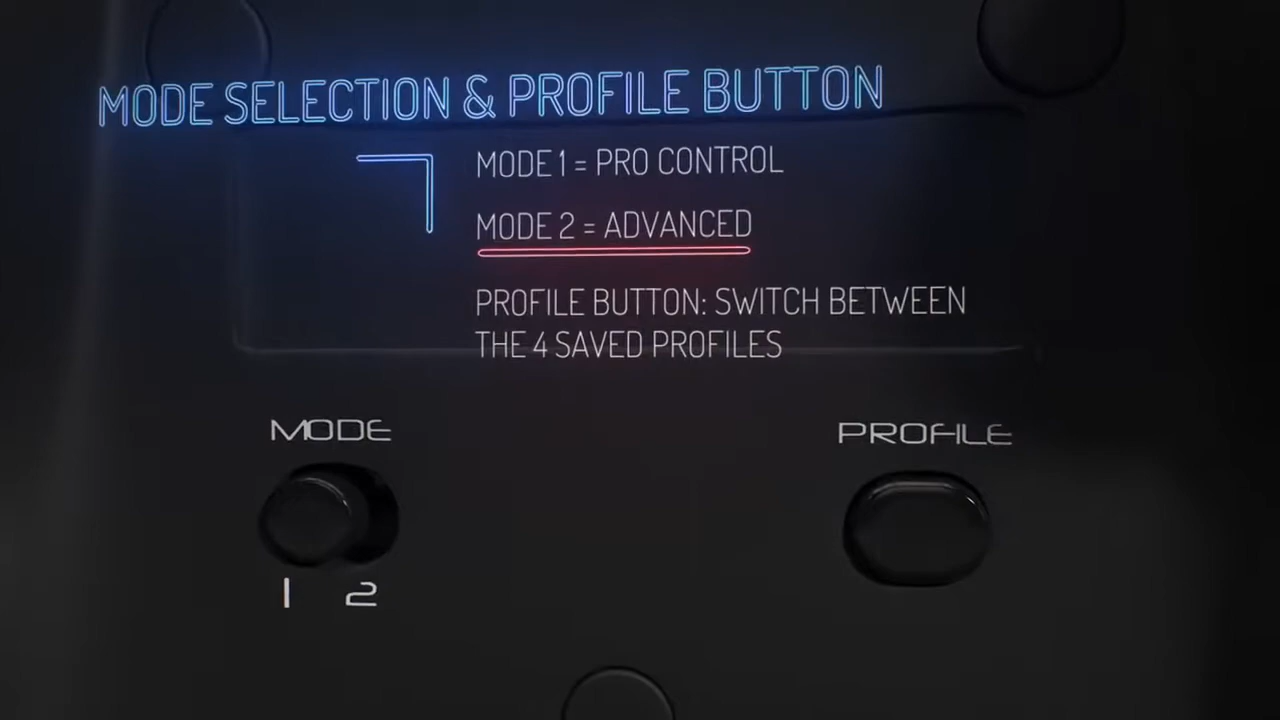 MODE SELECTION & PROFILE BUTTON
MODE 1 = PRO CONTROL
MODE 2 = ADVANCED
PROFILE BUTTON: SWITCH BETWEEN
THE 4 SAVED PROFILES
MODE
PROFILE
1 2